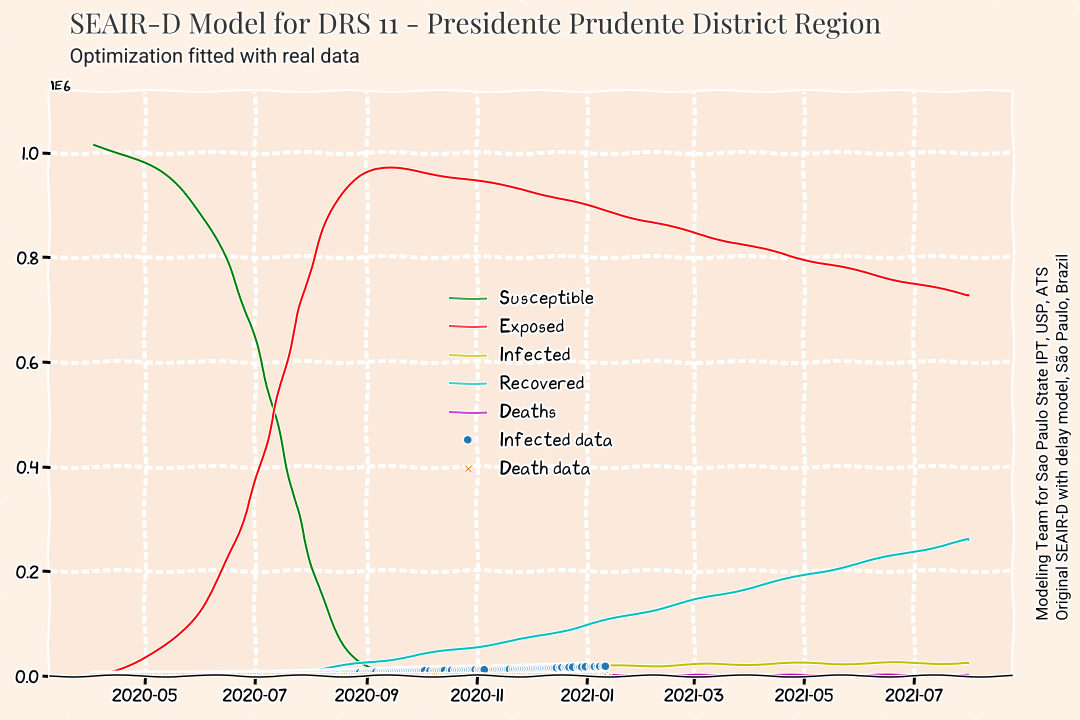 SEAIR-D Model for DRS 11 - Presidente Prudente District Region
Optimization fitted with real data
1E6
1.0
0.8
0.6
0.4
0.2
0.0
Susceptible
Exposed
Infected
Recovered
Deaths
Infected data
Death data
2020-05
2020-07
2020-09
2020-11
2021-01
2021-03
2021-05
2021-07
Modeling Team for Sao Paulo State IPT, USP, ATS
Original SEAIR-D with delay model, São Paulo, Brazil